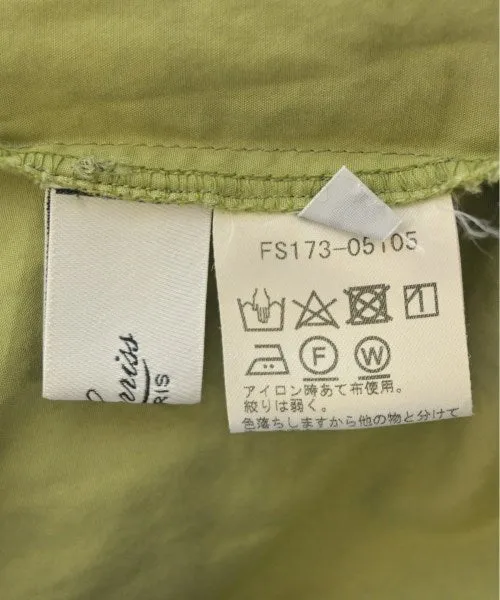 FS173-05105
F
W
アイロン時あて布使用。
絞りは弱く。
色落ちしますから他の物と分けて